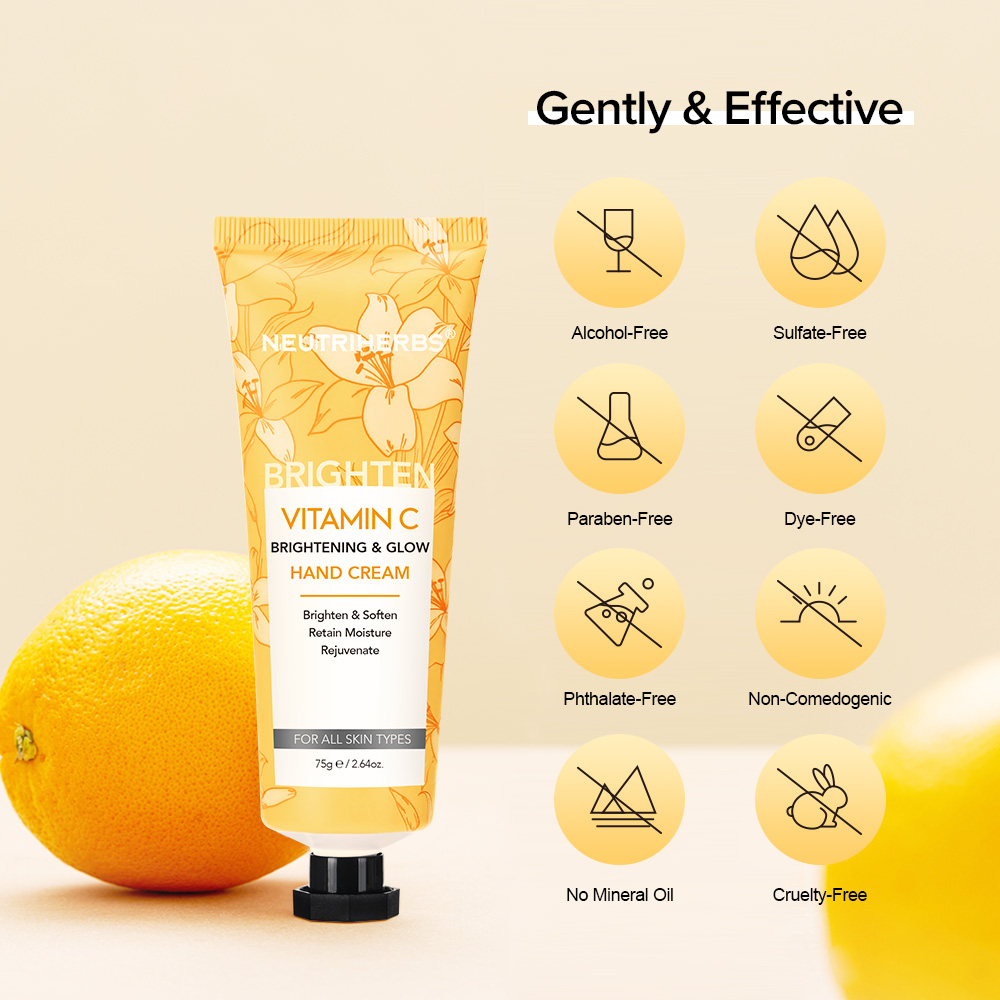 Gently & Effective
NEUTRIHERBS®
BRIGHTEN
VITAMIN C
BRIGHTENING & GLOW
HAND CREAM
Brighten & Soften
Retain Moisture
Rejuvenate
FOR ALL SKIN TYPES
75g ℮ / 2.64oz.
Alcohol-Free
Sulfate-Free
Paraben-Free
Dye-Free
Phthalate-Free
Non-Comedogenic
No Mineral Oil
Cruelty-Free